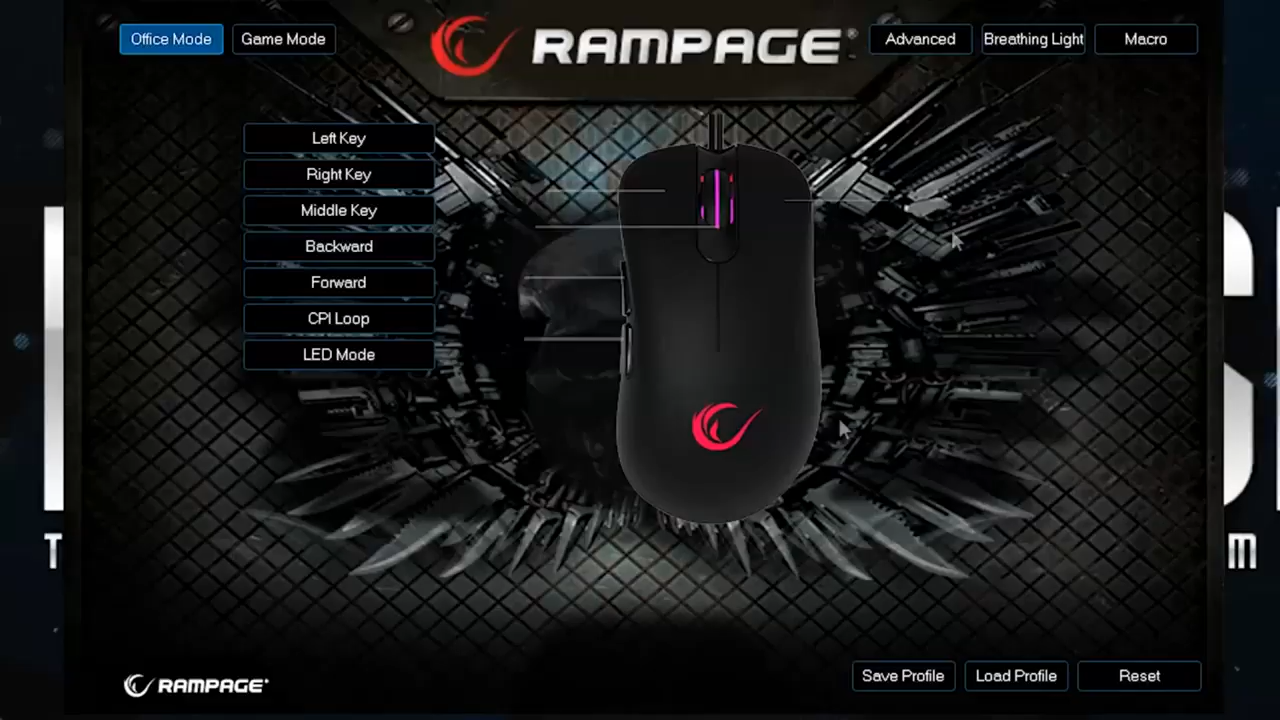 Office Mode
Game Mode
RAMPAGE
Advanced
Breathing Light
Macro
Left Key
Right Key
Middle Key
Backward
Forward
CPI Loop
LED Mode
T
m
RAMPAGE
Save Profile
Load Profile
Reset